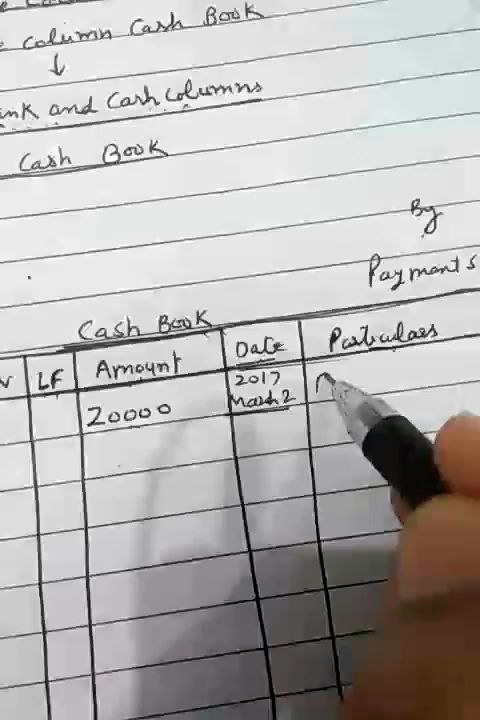 column Cash Book
↓
and Cash columns
Cash Book
By
Payments
Cash Book
LF Amount Date Particulars
20000 2017
March 2